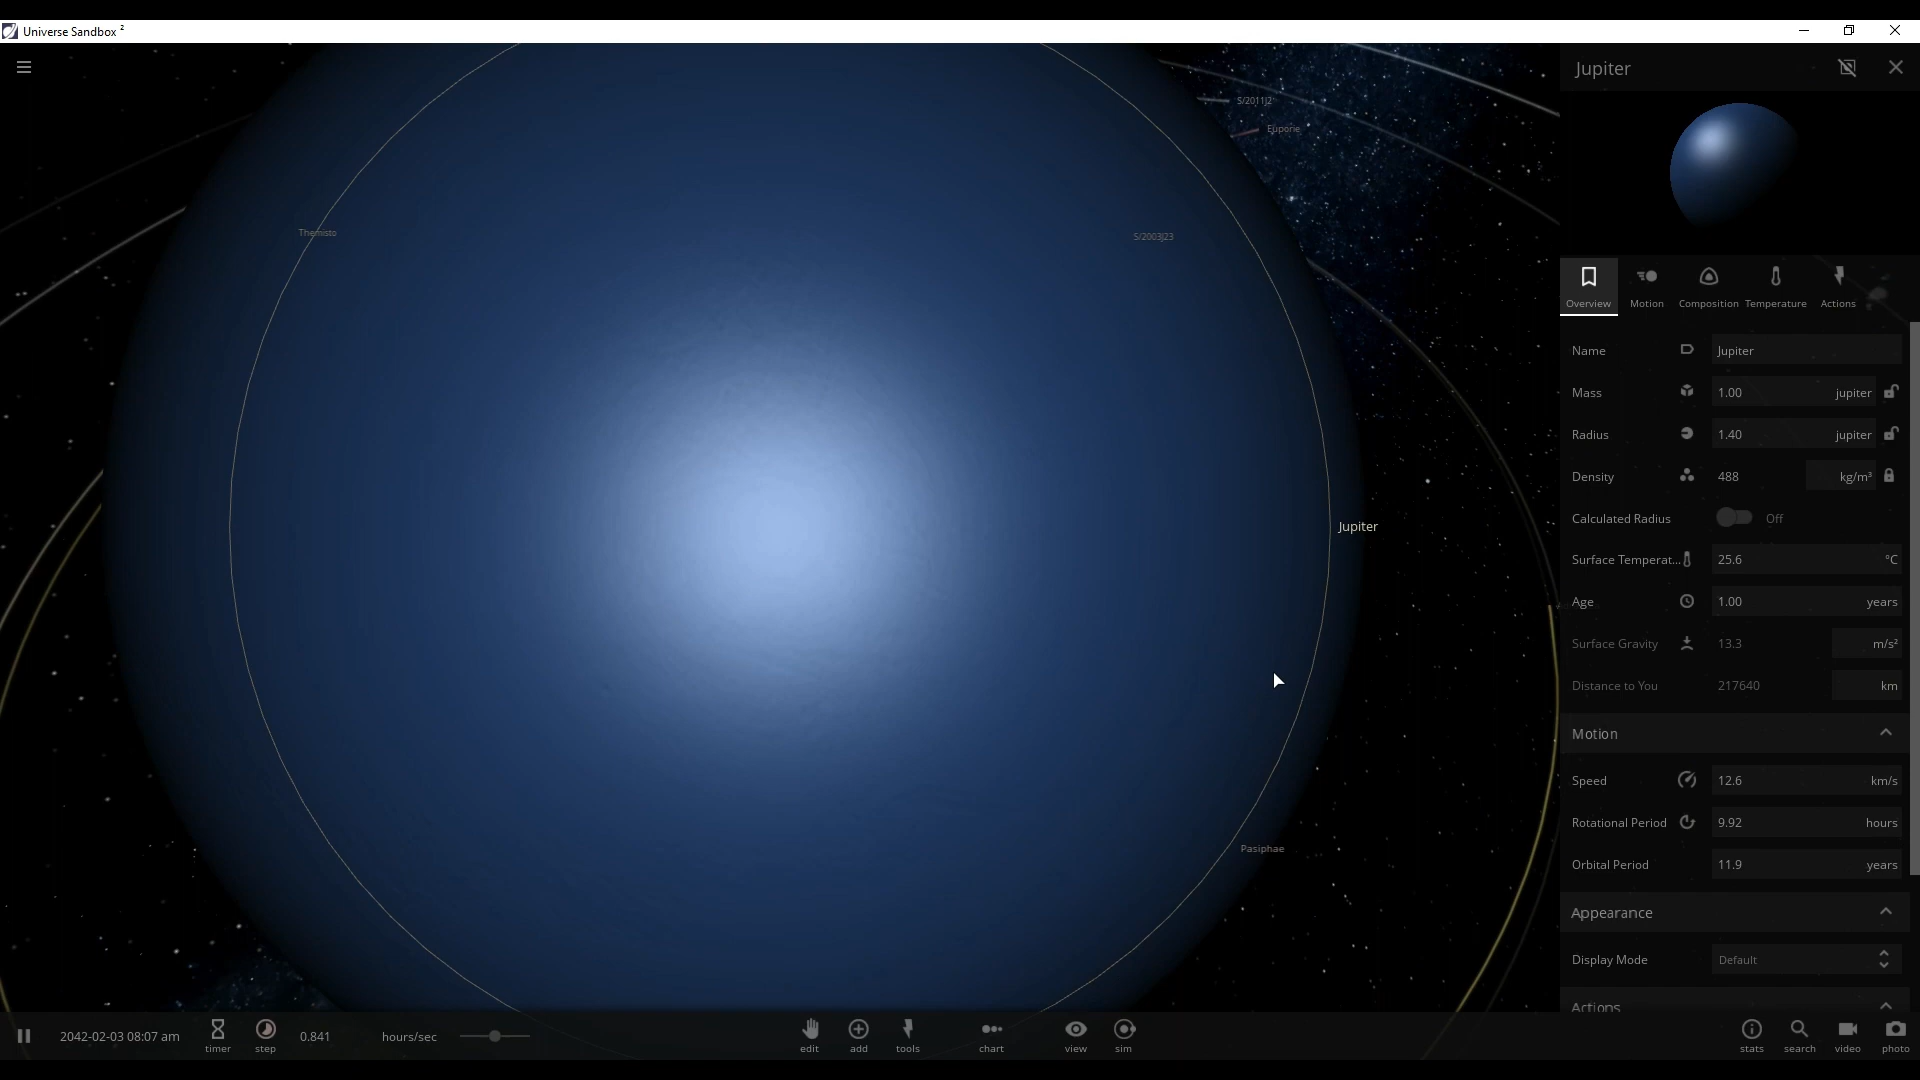 Universe Sandbox ²
Jupiter
S/2011J2
Euporie
Themisto
S/2003J23
Jupiter
Pasiphae
Overview Motion Composition Temperature Actions
Name Jupiter
Mass 1.00 jupiter
Radius 1.40 jupiter
Density 488 kg/m³
Calculated Radius Off
Surface Temperat... 25.6 °C
Age 1.00 years
Surface Gravity 13.3 m/s²
Distance to You 217640 km
Motion
Speed 12.6 km/s
Rotational Period 9.92 hours
Orbital Period 11.9 years
Appearance
Display Mode Default
Actions
2042-02-03 08:07 am timer step 0.841 hours/sec edit add tools chart view sim stats search video photo